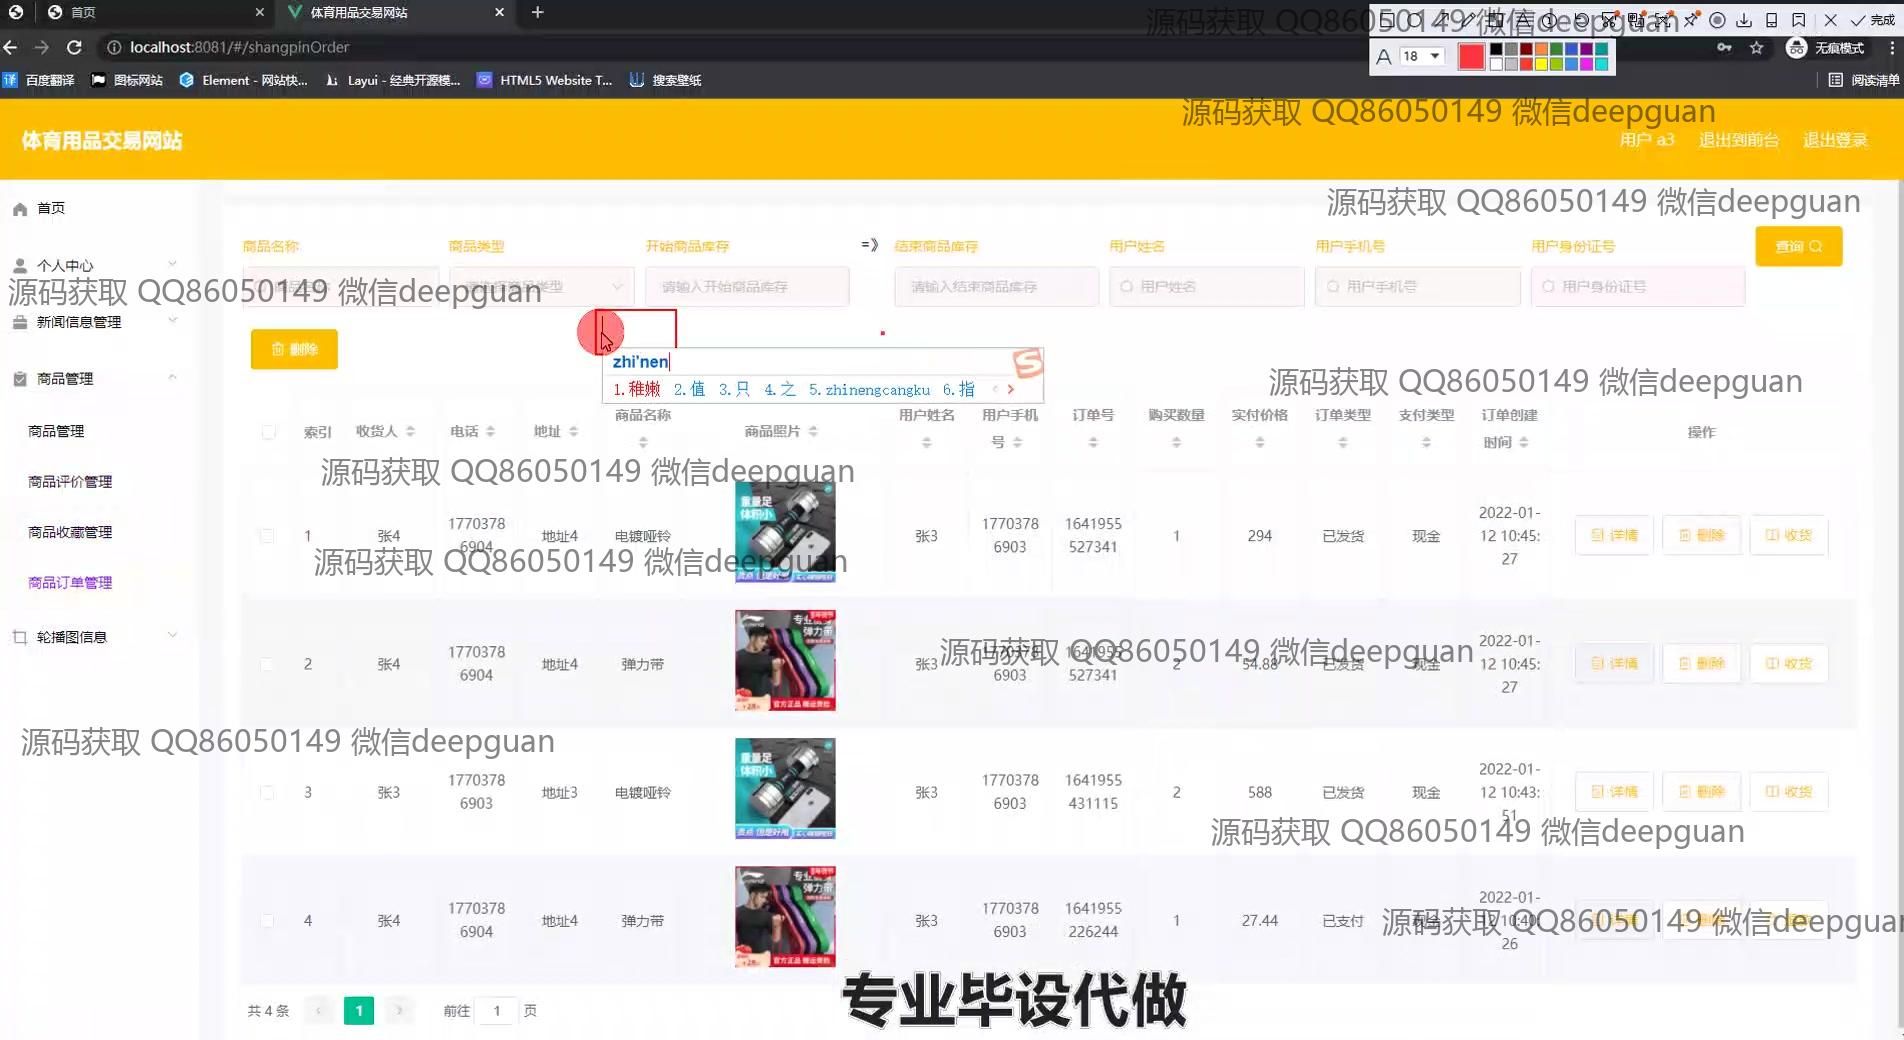 首页
体育用品交易网站
localhost:8081/#/shangpinOrder
无痕模式
完成
A 18
百度翻译
图标网站
Element - 网站快...
Layui - 经典开源模...
HTML5 Website T...
搜索壁纸
阅读清单
源码获取 QQ86050149 微信deepguan
源码获取 QQ86050149 微信deepguan
体育用品交易网站
用户 a3
退出到前台
退出登录
源码获取 QQ86050149 微信deepguan
首页
个人中心
源码获取 QQ86050149 微信deepguan
新闻信息管理
商品管理
商品管理
商品评价管理
商品收藏管理
商品订单管理
轮播图信息
商品名称
商品类型
开始商品库存
=》
结束商品库存
用户姓名
用户手机号
用户身份证号
查询
请输入开始商品库存
请输入结束商品库存
用户姓名
用户手机号
用户身份证号
删除
zhi'nen
1.稚嫩 2.值 3.只 4.之 5.zhinengcangku 6.指
源码获取 QQ86050149 微信deepguan
索引 收货人 电话 地址 商品名称 商品照片 用户姓名 用户手机号 订单号 购买数量 实付价格 订单类型 支付类型 订单创建时间 操作
源码获取 QQ86050149 微信deepguan
1 张4 17703786904 地址4 电镀哑铃 张3 17703786903 1641955527341 1 294 已发货 现金 2022-01-12 10:45:27 详情 删除 收货
重量足
体积小
源码获取 QQ86050149 微信deepguan
2 张4 17703786904 地址4 弹力带 张3 17703786903 1641955527341 2 54.88 已发货 现金 2022-01-12 10:45:27 详情 删除 收货
弹力带
源码获取 QQ86050149 微信deepguan
源码获取 QQ86050149 微信deepguan
3 张3 17703786903 地址3 电镀哑铃 张3 17703786903 1641955431115 2 588 已发货 现金 2022-01-12 10:43:51 详情 删除 收货
重量足
体积小
源码获取 QQ86050149 微信deepguan
4 张4 17703786904 地址4 弹力带 张3 17703786903 1641955226244 1 27.44 已支付 现金 2022-01-12 10:40:26
弹力带
源码获取 QQ86050149 微信deepguan
共 4 条
1
前往 1 页
专业毕设代做